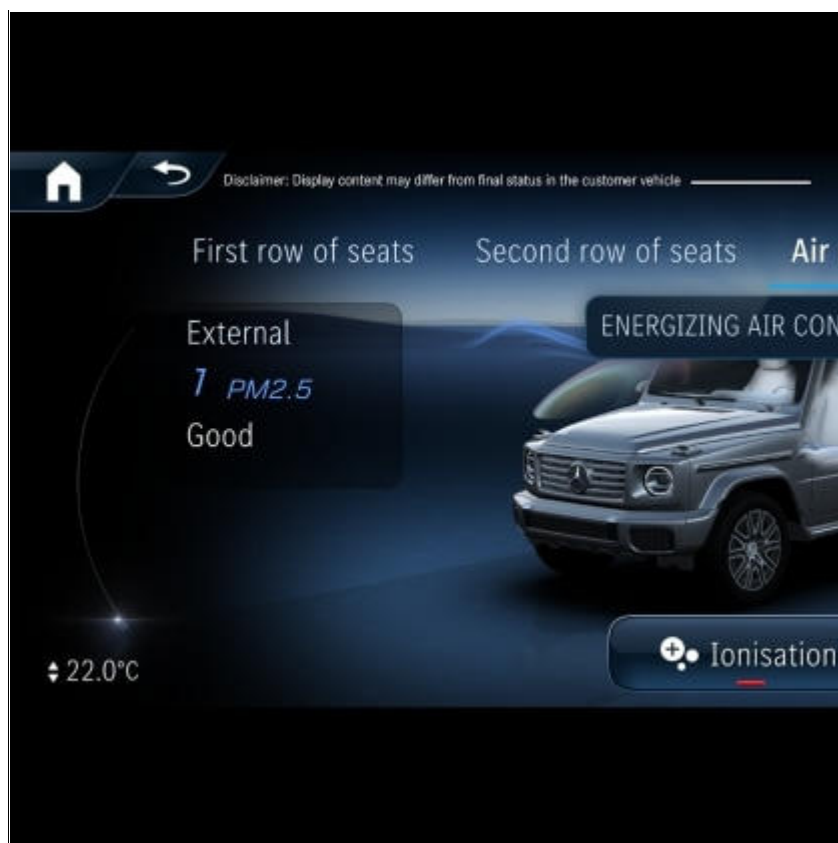 Disclaimer: Display content may differ from final status in the customer vehicle
First row of seats Second row of seats Air
External
ENERGIZING AIR CON
1 PM2.5
Good
22.0°C
Ionisation